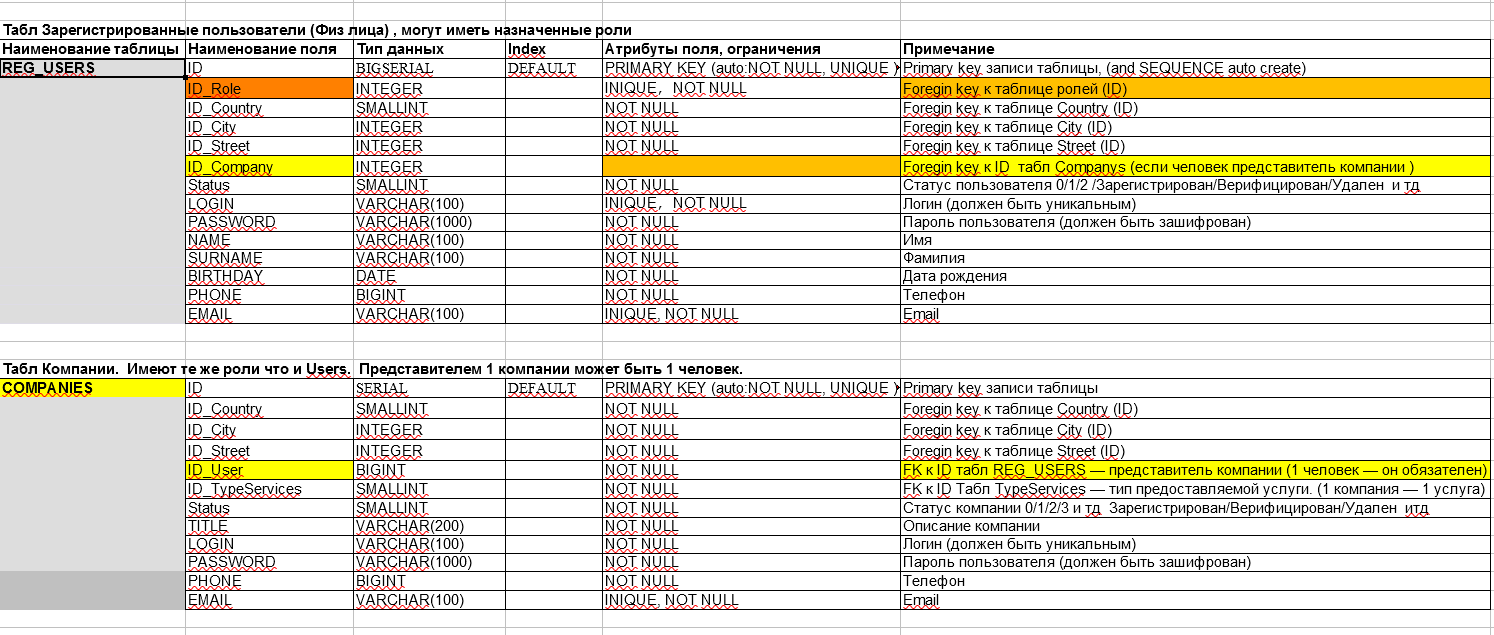 Табл Зарегистрированные пользователи (Физ лица) , могут иметь назначенные роли
Наименование таблицы Наименование поля Тип данных Index Атрибуты поля, ограничения Примечание
REG_USERS ID BIGSERIAL DEFAULT PRIMARY KEY (auto:NOT NULL, UNIQUE ) Primary key записи таблицы, (and SEQUENCE auto create)
ID_Role INTEGER INIQUE, NOT NULL Foregin key к таблице ролей (ID)
ID_Country SMALLINT NOT NULL Foregin key к таблице Country (ID)
ID_City INTEGER NOT NULL Foregin key к таблице City (ID)
ID_Street INTEGER NOT NULL Foregin key к таблице Street (ID)
ID_Company INTEGER Foregin key к ID табл Companys (если человек представитель компании )
Status SMALLINT NOT NULL Статус пользователя 0/1/2 /Зарегистрирован/Верифицирован/Удален и тд
LOGIN VARCHAR(100) INIQUE, NOT NULL Логин (должен быть уникальным)
PASSWORD VARCHAR(1000) NOT NULL Пароль пользователя (должен быть зашифрован)
NAME VARCHAR(100) NOT NULL Имя
SURNAME VARCHAR(100) NOT NULL Фамилия
BIRTHDAY DATE NOT NULL Дата рождения
PHONE BIGINT NOT NULL Телефон
EMAIL VARCHAR(100) INIQUE, NOT NULL Email
Табл Компании. Имеют те же роли что и Users. Представителем 1 компании может быть 1 человек.
COMPANIES ID SERIAL DEFAULT PRIMARY KEY (auto:NOT NULL, UNIQUE ) Primary key записи таблицы
ID_Country SMALLINT NOT NULL Foregin key к таблице Country (ID)
ID_City INTEGER NOT NULL Foregin key к таблице City (ID)
ID_Street INTEGER NOT NULL Foregin key к таблице Street (ID)
ID_User BIGINT NOT NULL FK к ID табл REG_USERS — представитель компании (1 человек — он обязателен)
ID_TypeServices SMALLINT NOT NULL FK к ID Табл TypeServices — тип предоставляемой услуги. (1 компания — 1 услуга)
Status SMALLINT NOT NULL Статус компании 0/1/2/3 и тд Зарегистрирован/Верифицирован/Удален итд
TITLE VARCHAR(200) NOT NULL Описание компании
LOGIN VARCHAR(100) NOT NULL Логин (должен быть уникальным)
PASSWORD VARCHAR(1000) NOT NULL Пароль пользователя (должен быть зашифрован)
PHONE BIGINT NOT NULL Телефон
EMAIL VARCHAR(100) INIQUE, NOT NULL Email